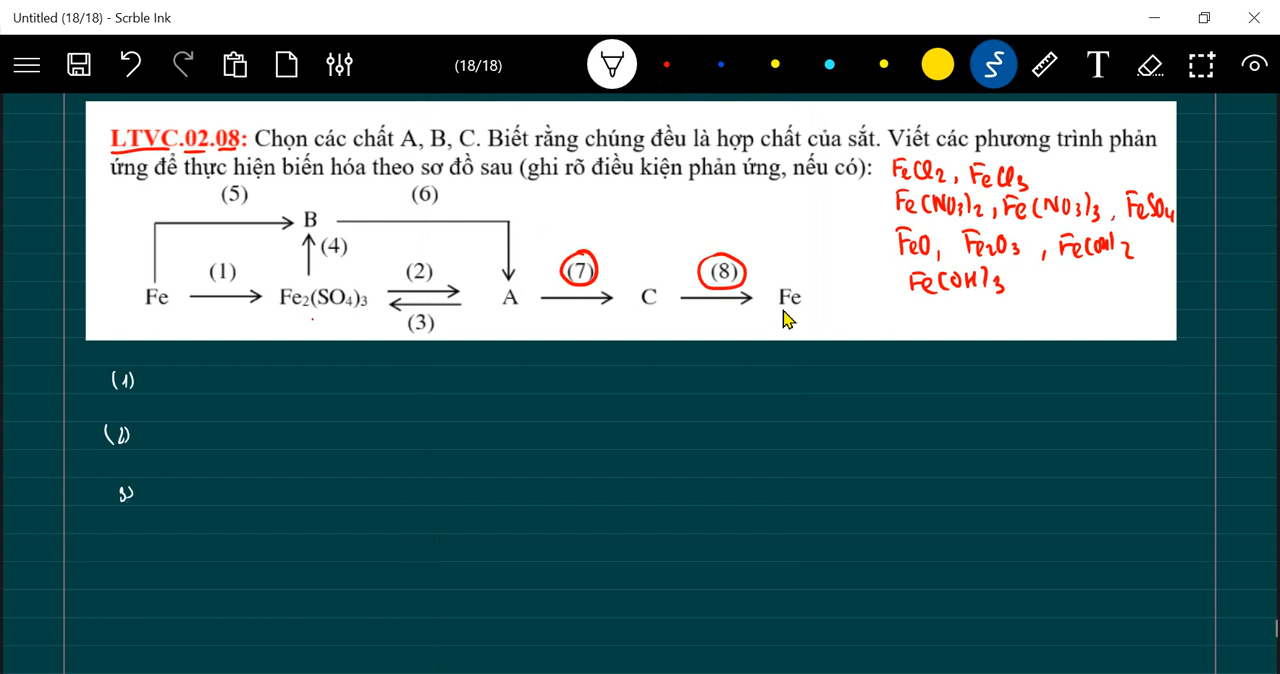 Untitled (18/18) - Scrble Ink
(18/18)
T
LTVC.02.08: Chọn các chất A, B, C. Biết rằng chúng đều là hợp chất của sắt. Viết các phương trình phản
ứng để thực hiện biến hóa theo sơ đồ sau (ghi rõ điều kiện phản ứng, nếu có):
FeCl2, FeCl3
Fe(NO3)2, Fe(NO3)3, FeSO4
FeO, Fe2O3, Fe(OH)2
Fe(OH)3
(5) (6)
B
(4)
(1) (2) (7) (8)
Fe Fe₂(SO₄)₃ A C Fe
(3)
(1)
(2)
3)